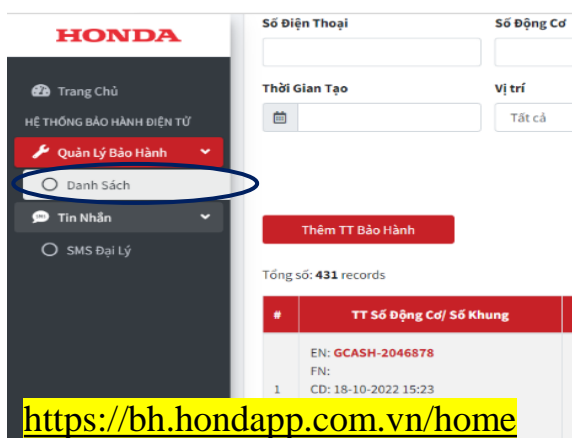 HONDA
Trang Chủ
HỆ THỐNG BẢO HÀNH ĐIỆN TỬ
Quản Lý Bảo Hành
Danh Sách
Tin Nhắn
SMS Đại Lý
Số Điện Thoại
Số Động Cơ
Thời Gian Tạo
Vị trí
Tất cả
Thêm TT Bảo Hành
Tổng số: 431 records
# TT Số Động Cơ/ Số Khung
EN: GCASH-2046878
FN:
1 CD: 18-10-2022 15:23
https://bh.hondapp.com.vn/home